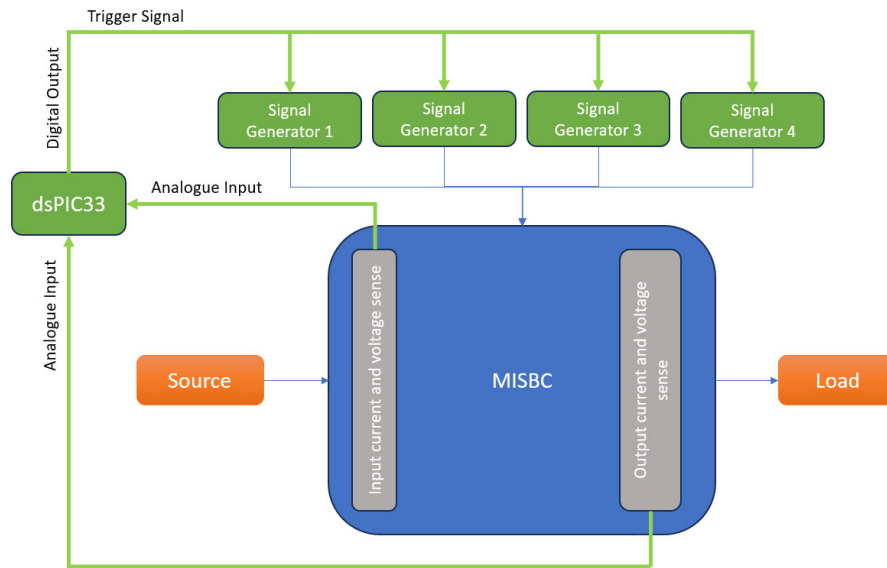 Trigger Signal
Digital Output
Signal
Generator 1
Signal
Generator 2
Signal
Generator 3
Signal
Generator 4
dsPIC33
Analogue Input
Analogue Input
Input current and voltage sense
Output current and voltage
sense
Source
MISBC
Load